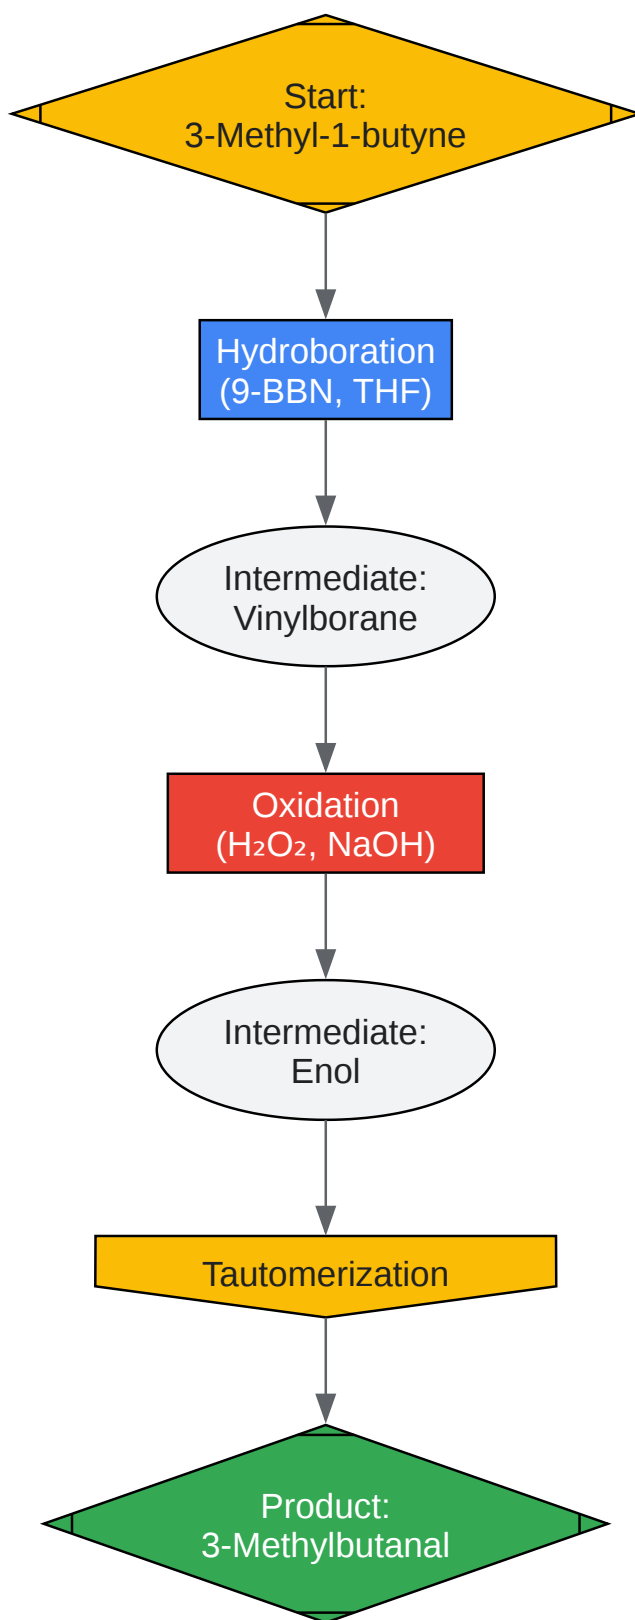 Start:
3-Methyl-1-butyne
Hydroboration
(9-BBN, THF)
Intermediate:
Vinylborane
Oxidation
(H₂O₂, NaOH)
Intermediate:
Enol
Tautomerization
Product:
3-Methylbutanal